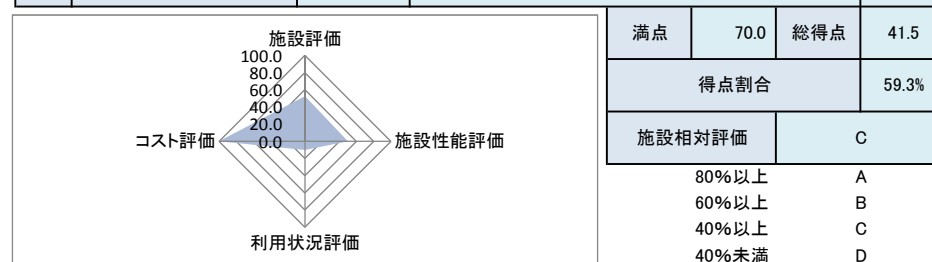 施設評価
100.0
80.0
60.0
40.0
20.0
0.0
コスト評価
施設性能評価
利用状況評価
満点 70.0 総得点 41.5
得点割合 59.3%
施設相対評価 C
80%以上 A
60%以上 B
40%以上 C
40%未満 D